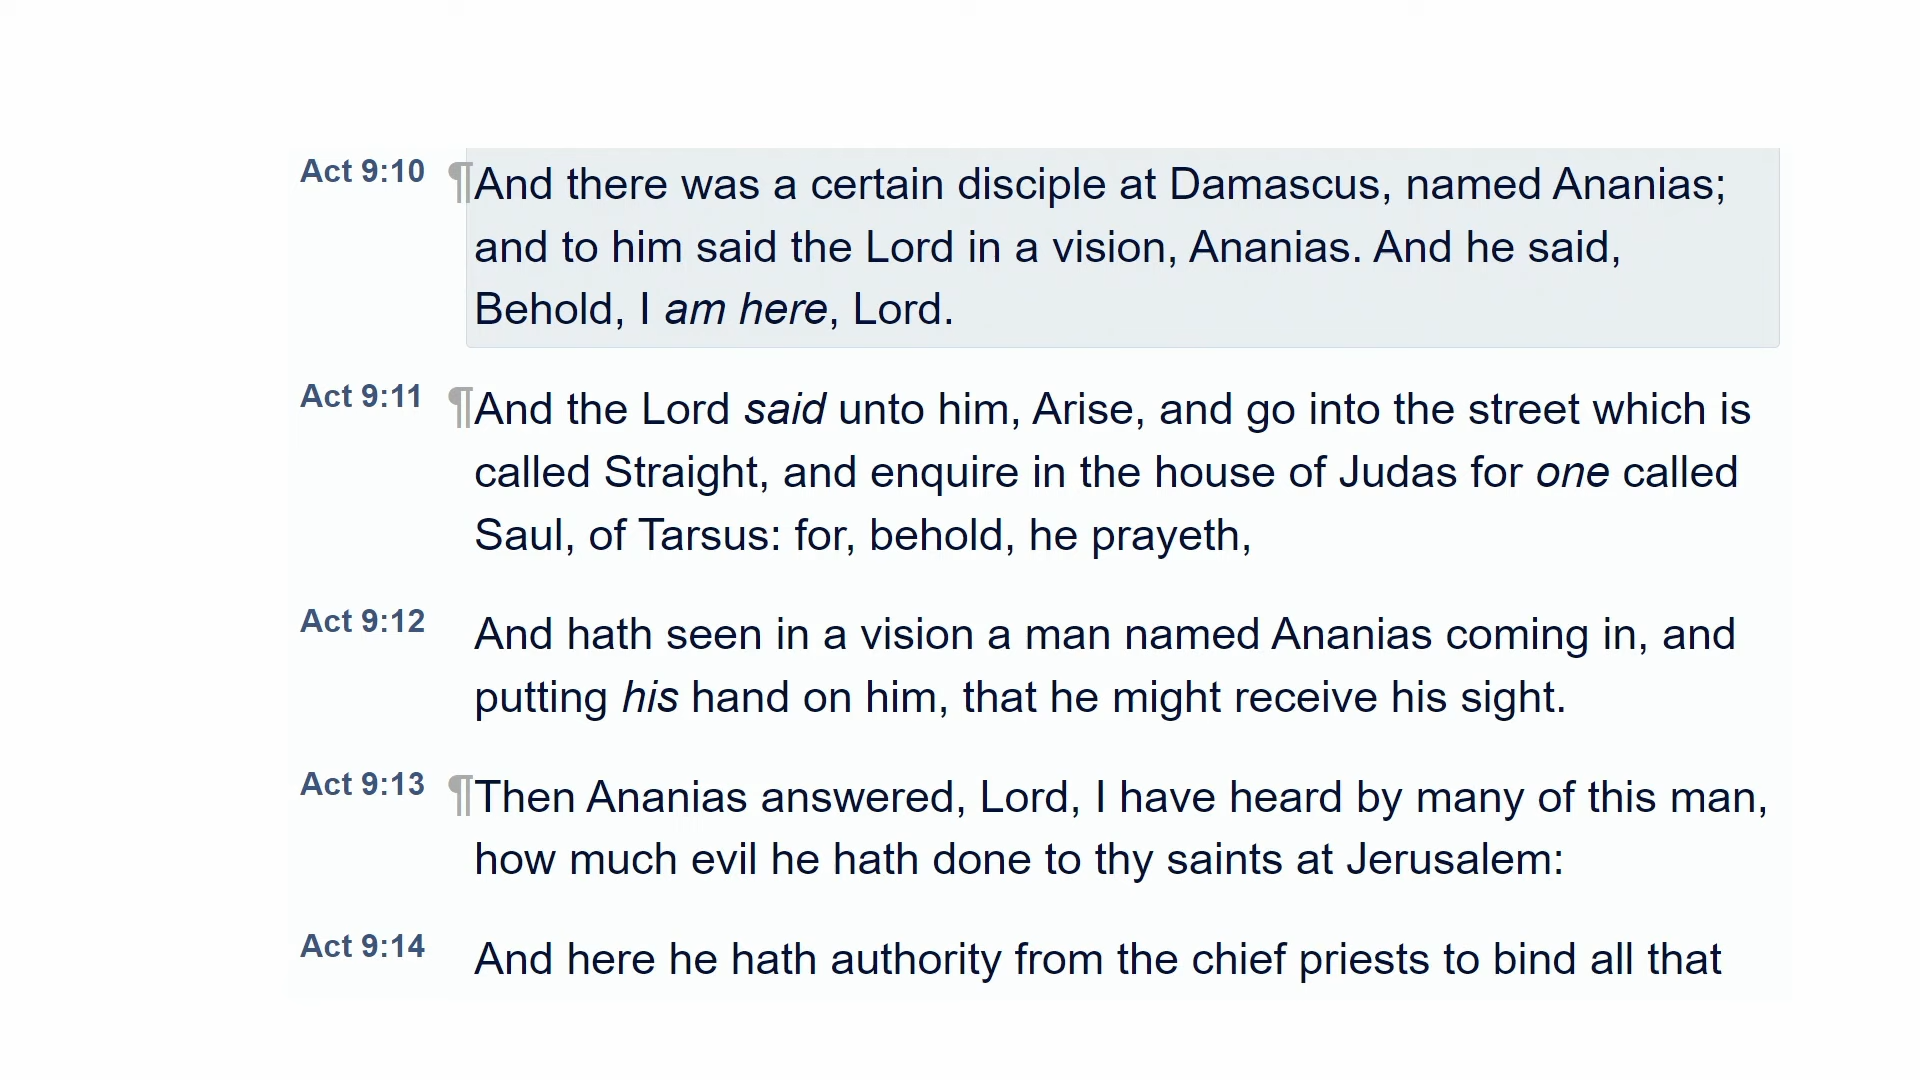 Act 9:10 ¶And there was a certain disciple at Damascus, named Ananias;
and to him said the Lord in a vision, Ananias. And he said,
Behold, I am here, Lord.
Act 9:11 ¶And the Lord said unto him, Arise, and go into the street which is
called Straight, and enquire in the house of Judas for one called
Saul, of Tarsus: for, behold, he prayeth,
Act 9:12 And hath seen in a vision a man named Ananias coming in, and
putting his hand on him, that he might receive his sight.
Act 9:13 ¶Then Ananias answered, Lord, I have heard by many of this man,
how much evil he hath done to thy saints at Jerusalem:
Act 9:14 And here he hath authority from the chief priests to bind all that